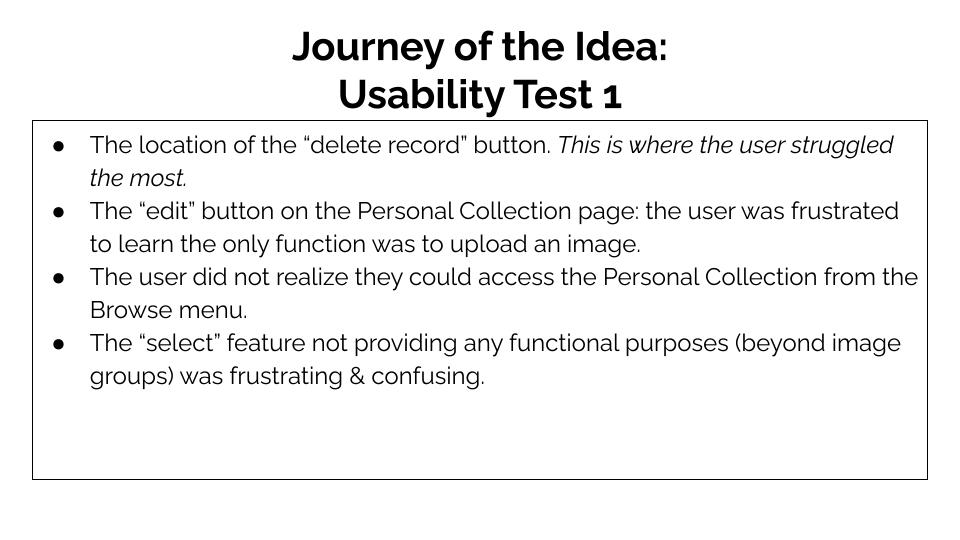 Journey of the Idea:
Usability Test 1
● The location of the “delete record” button. This is where the user struggled
the most.
● The “edit” button on the Personal Collection page: the user was frustrated
to learn the only function was to upload an image.
● The user did not realize they could access the Personal Collection from the
Browse menu.
● The “select” feature not providing any functional purposes (beyond image
groups) was frustrating & confusing.